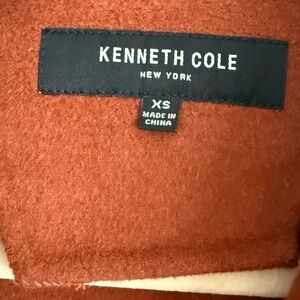 KENNETH COLE
NEW YORK
XS
MADE IN
CHINA